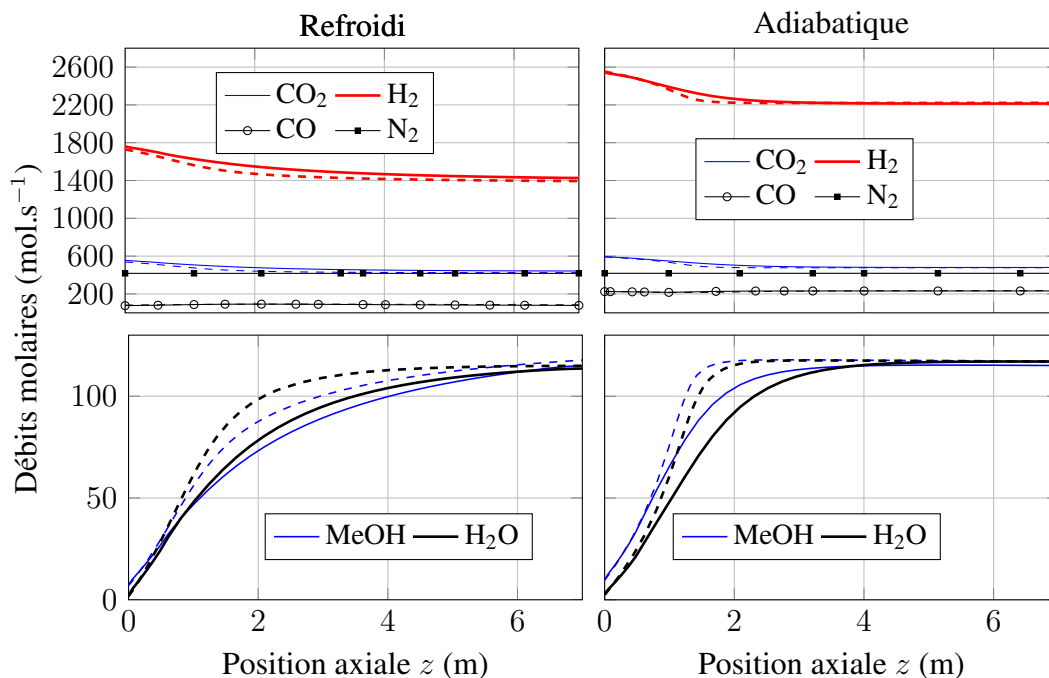 Refroidi
Adiabatique
Débits molaires (mol.s⁻¹)
2600
2200
1800
1400
1000
600
200
CO₂ H₂
CO N₂
CO₂ H₂
CO N₂
100
50
0
MeOH H₂O
MeOH H₂O
0 2 4 6
0 2 4 6
Position axiale z (m)
Position axiale z (m)